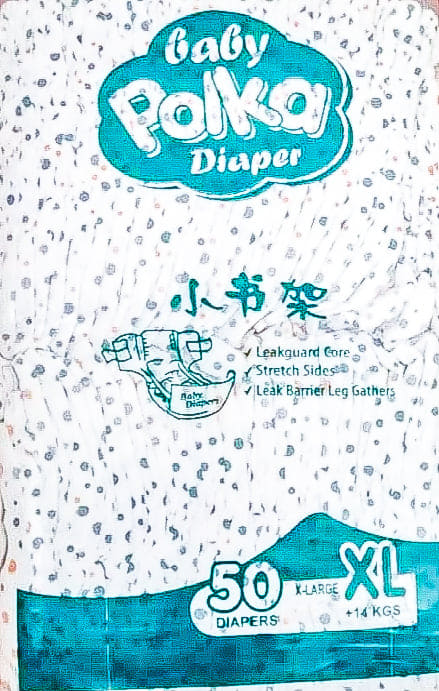 baby
Polka
Diaper
小书架
✓ Leakguard Core
✓ Stretch Sides
✓ Leak Barrier Leg Gathers
Baby
Diapers
50
DIAPERS
X-LARGE XL
+14 KGS